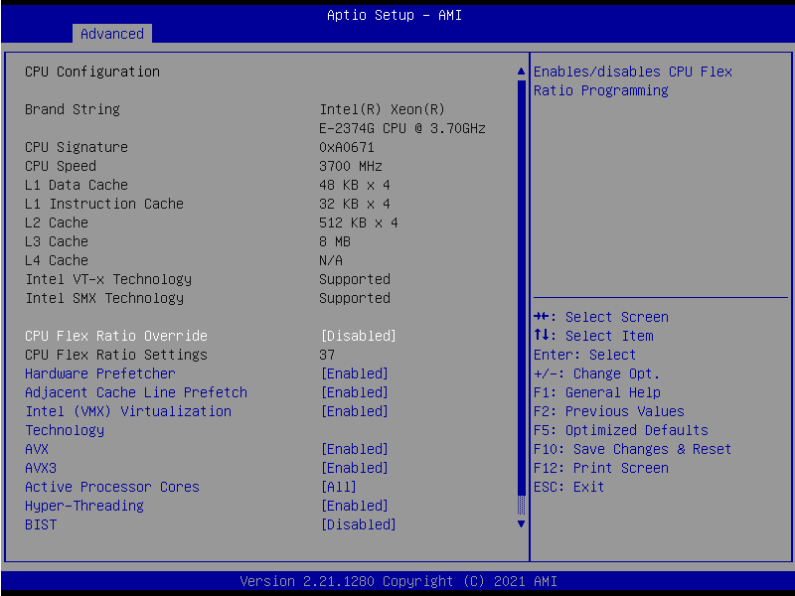 Aptio Setup – AMI
Advanced
CPU Configuration
Brand String Intel(R) Xeon(R)
E-2374G CPU @ 3.70GHz
CPU Signature 0xA0671
CPU Speed 3700 MHz
L1 Data Cache 48 KB x 4
L1 Instruction Cache 32 KB x 4
L2 Cache 512 KB x 4
L3 Cache 8 MB
L4 Cache N/A
Intel VT-x Technology Supported
Intel SMX Technology Supported
CPU Flex Ratio Override [Disabled]
CPU Flex Ratio Settings 37
Hardware Prefetcher [Enabled]
Adjacent Cache Line Prefetch [Enabled]
Intel (VMX) Virtualization [Enabled]
Technology
AVX [Enabled]
AVX3 [Enabled]
Active Processor Cores [All]
Hyper-Threading [Enabled]
BIST [Disabled]
Enables/disables CPU Flex
Ratio Programming
→←: Select Screen
↑↓: Select Item
Enter: Select
+/-: Change Opt.
F1: General Help
F2: Previous Values
F5: Optimized Defaults
F10: Save Changes & Reset
F12: Print Screen
ESC: Exit
Version 2.21.1280 Copyright (C) 2021 AMI